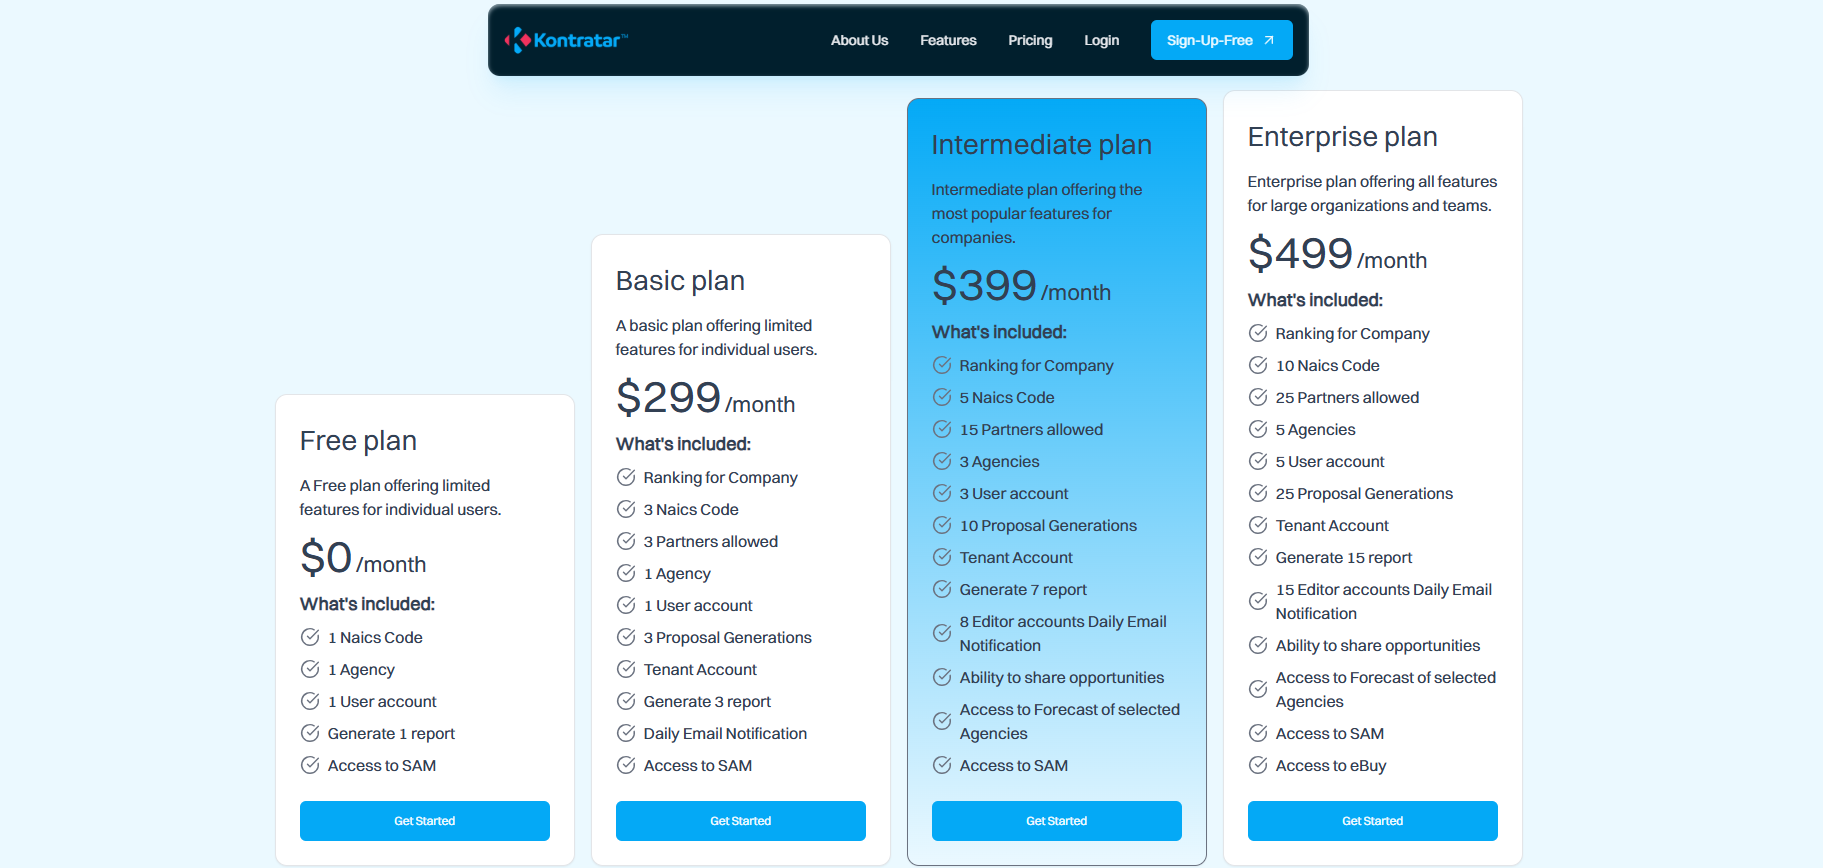 Kontratar™
About Us
Features
Pricing
Login
Sign-Up-Free
Free plan
A Free plan offering limited
features for individual users.
$0 /month
What's included:
1 Naics Code
1 Agency
1 User account
Generate 1 report
Access to SAM
Get Started
Basic plan
A basic plan offering limited
features for individual users.
$299 /month
What's included:
Ranking for Company
3 Naics Code
3 Partners allowed
1 Agency
1 User account
3 Proposal Generations
Tenant Account
Generate 3 report
Daily Email Notification
Access to SAM
Get Started
Intermediate plan
Intermediate plan offering the
most popular features for
companies.
$399 /month
What's included:
Ranking for Company
5 Naics Code
15 Partners allowed
3 Agencies
3 User account
10 Proposal Generations
Tenant Account
Generate 7 report
8 Editor accounts Daily Email
Notification
Ability to share opportunities
Access to Forecast of selected
Agencies
Access to SAM
Get Started
Enterprise plan
Enterprise plan offering all features
for large organizations and teams.
$499 /month
What's included:
Ranking for Company
10 Naics Code
25 Partners allowed
5 Agencies
5 User account
25 Proposal Generations
Tenant Account
Generate 15 report
15 Editor accounts Daily Email
Notification
Ability to share opportunities
Access to Forecast of selected
Agencies
Access to SAM
Access to eBuy
Get Started